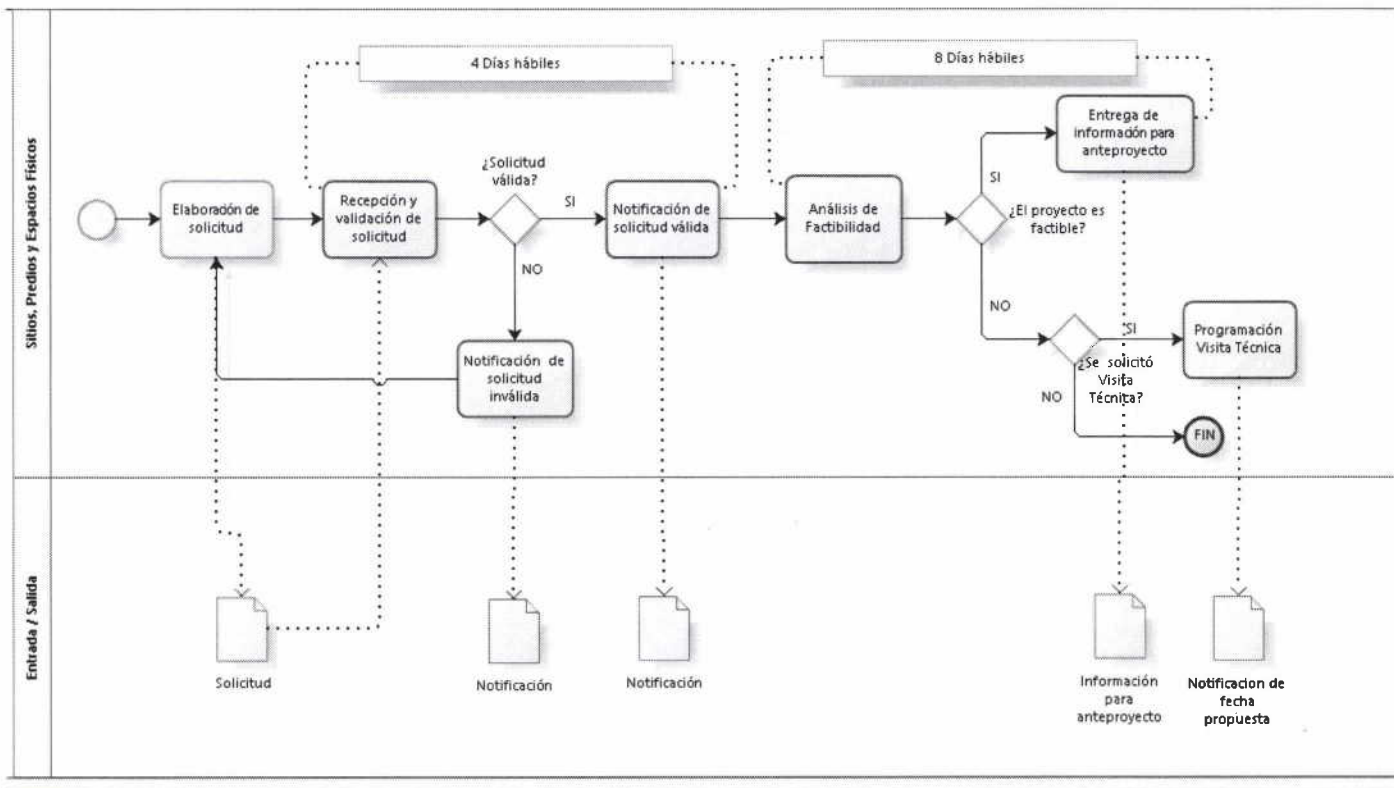 Sitios, Predios y Espacios Físicos
4 Días hábiles
8 Días hábiles
Elaboración de
solicitud
Recepción y
validación de
solicitud
¿Solicitud
válida?
SI
NO
Notificación de
solicitud válida
Notificación de
solicitud
inválida
Análisis de
Factibilidad
¿El proyecto es
factible?
SI
NO
Entrega de
información para
anteproyecto
¿Se solicitó
Visita
Técnica?
SI
NO
Programación
Visita Técnica
FIN
Entrada / Salida
Solicitud
Notificación
Notificación
Información
para
anteproyecto
Notificacion de
fecha
propuesta